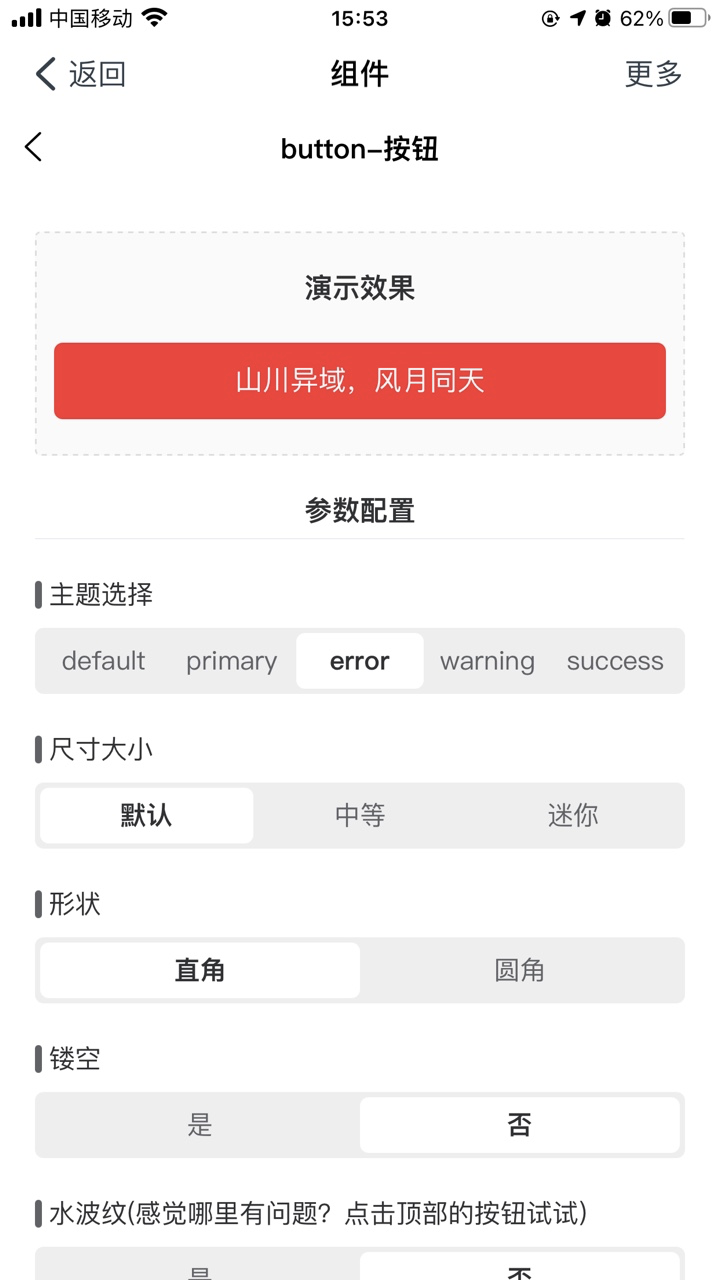 中国移动 15:53 62%
返回 组件 更多
button-按钮
演示效果
山川异域，风月同天
参数配置
主题选择
default primary error warning success
尺寸大小
默认 中等 迷你
形状
直角 圆角
镂空
是 否
水波纹(感觉哪里有问题？点击顶部的按钮试试)
是 否